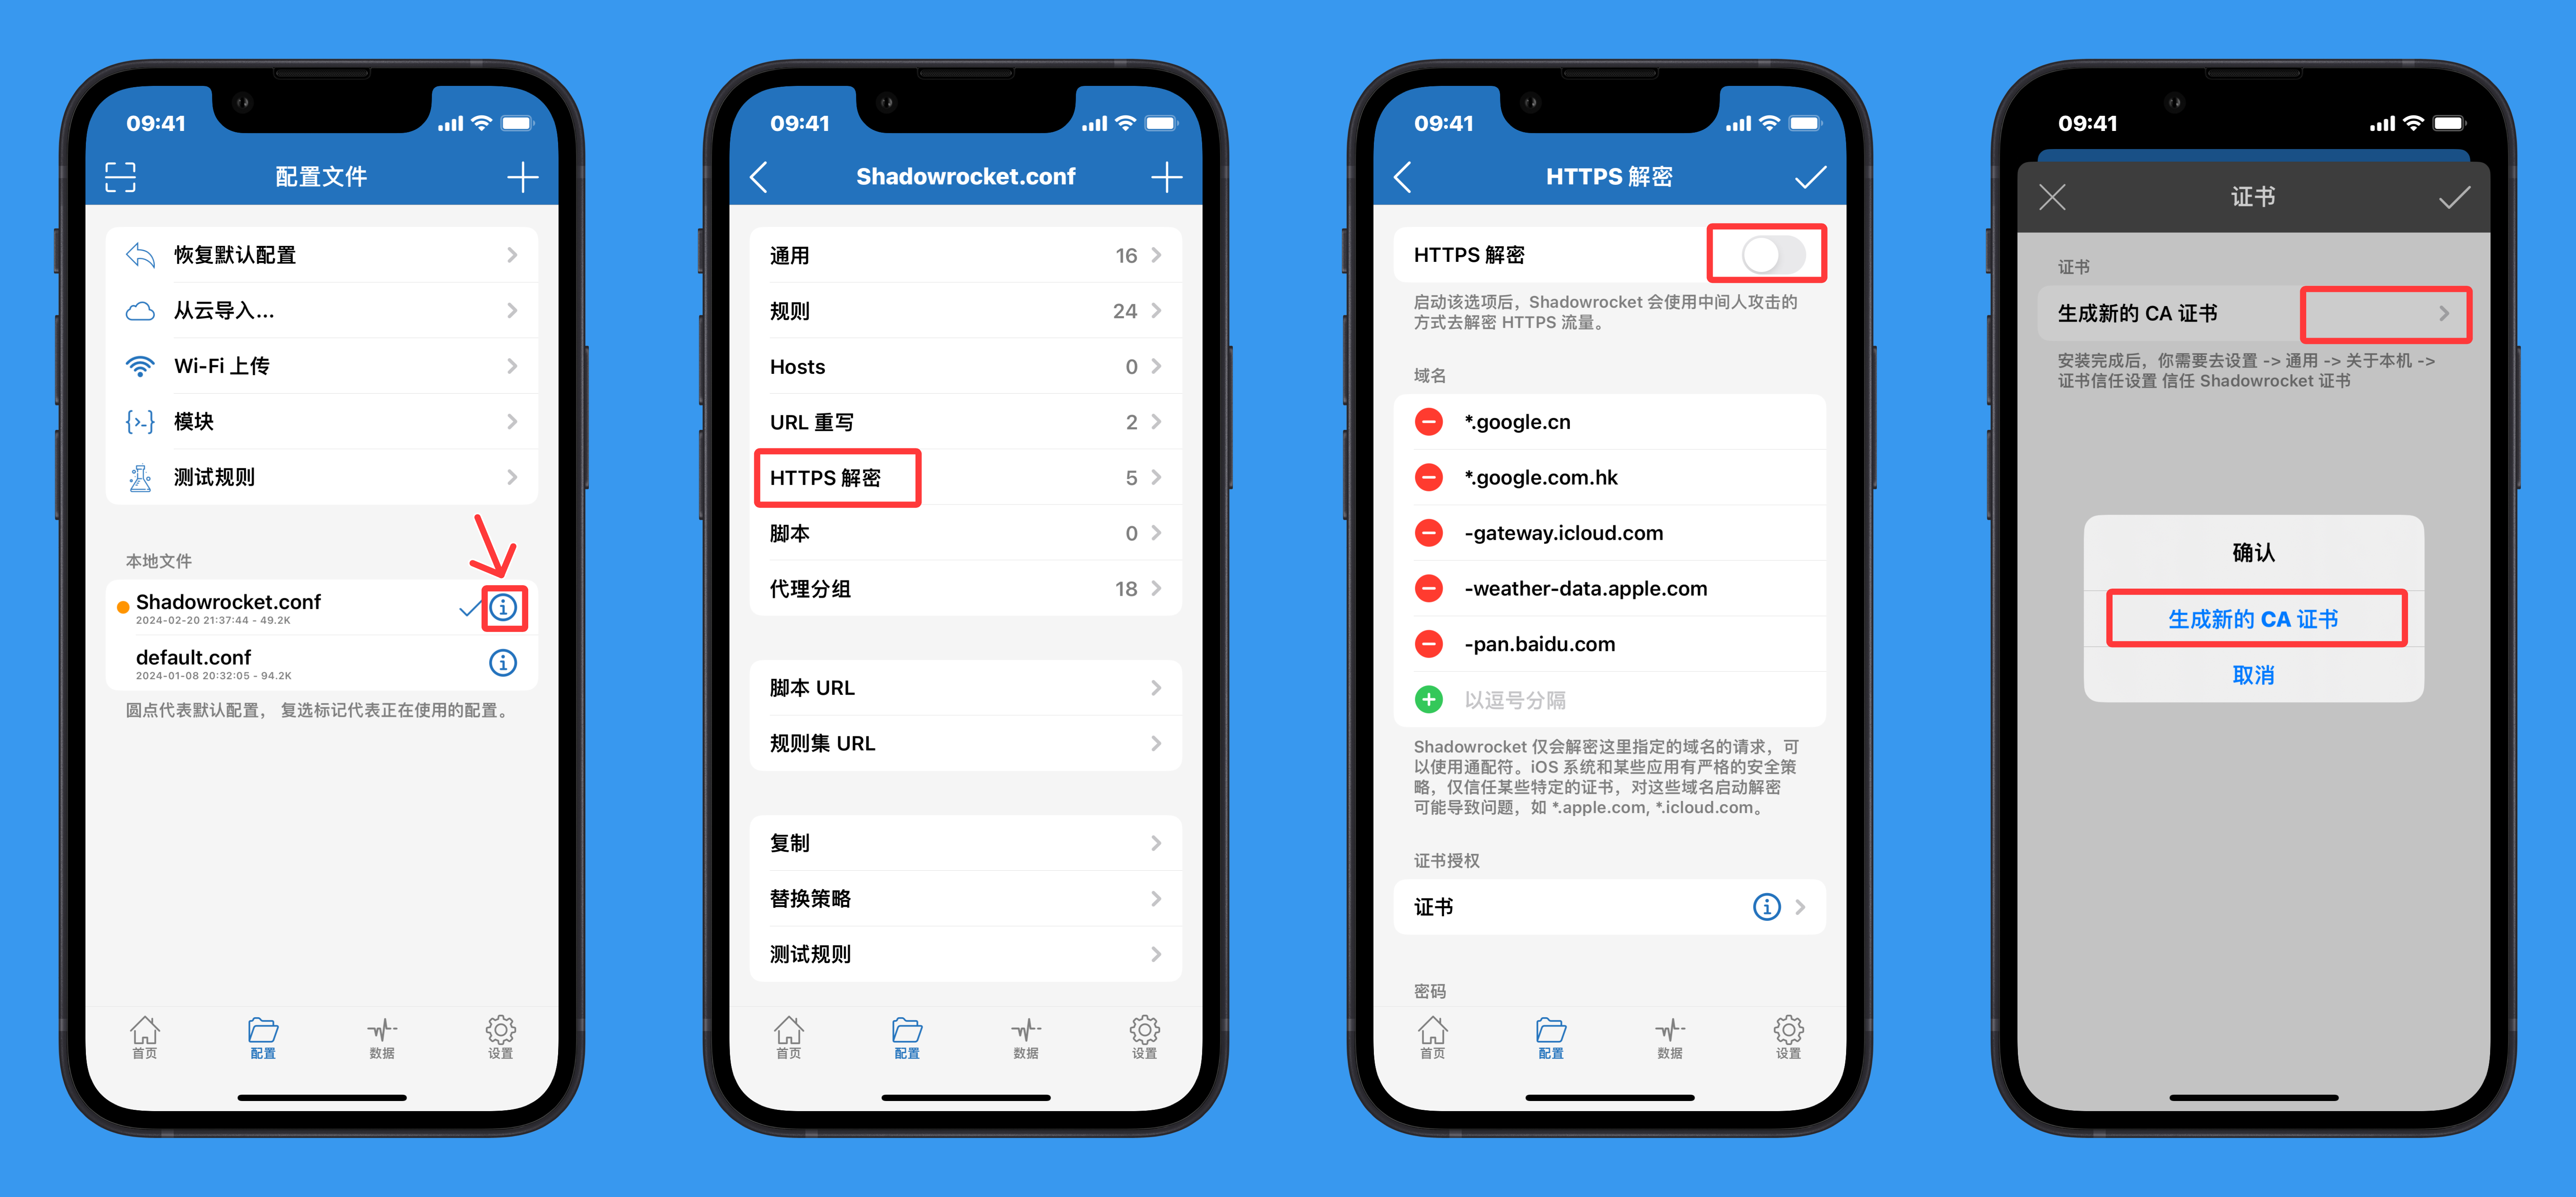 09:41
配置文件
恢复默认配置
从云导入...
Wi-Fi 上传
模块
测试规则
本地文件
Shadowrocket.conf
2024-02-20 21:37:44 - 49.2K
default.conf
2024-01-08 20:32:05 - 94.2K
圆点代表默认配置， 复选标记代表正在使用的配置。
首页 配置 数据 设置
09:41
Shadowrocket.conf
通用 16
规则 24
Hosts 0
URL 重写 2
HTTPS 解密 5
脚本 0
代理分组 18
脚本 URL
规则集 URL
复制
替换策略
测试规则
首页 配置 数据 设置
09:41
HTTPS 解密
HTTPS 解密
启动该选项后，Shadowrocket 会使用中间人攻击的
方式去解密 HTTPS 流量。
域名
*.google.cn
*.google.com.hk
-gateway.icloud.com
-weather-data.apple.com
-pan.baidu.com
以逗号分隔
Shadowrocket 仅会解密这里指定的域名的请求，可
以使用通配符。iOS 系统和某些应用有严格的安全策
略，仅信任某些特定的证书，对这些域名启动解密
可能导致问题，如 *.apple.com, *.icloud.com。
证书授权
证书
密码
首页 配置 数据 设置
09:41
证书
证书
生成新的 CA 证书
安装完成后，你需要去设置 -> 通用 -> 关于本机 ->
证书信任设置 信任 Shadowrocket 证书
确认
生成新的 CA 证书
取消